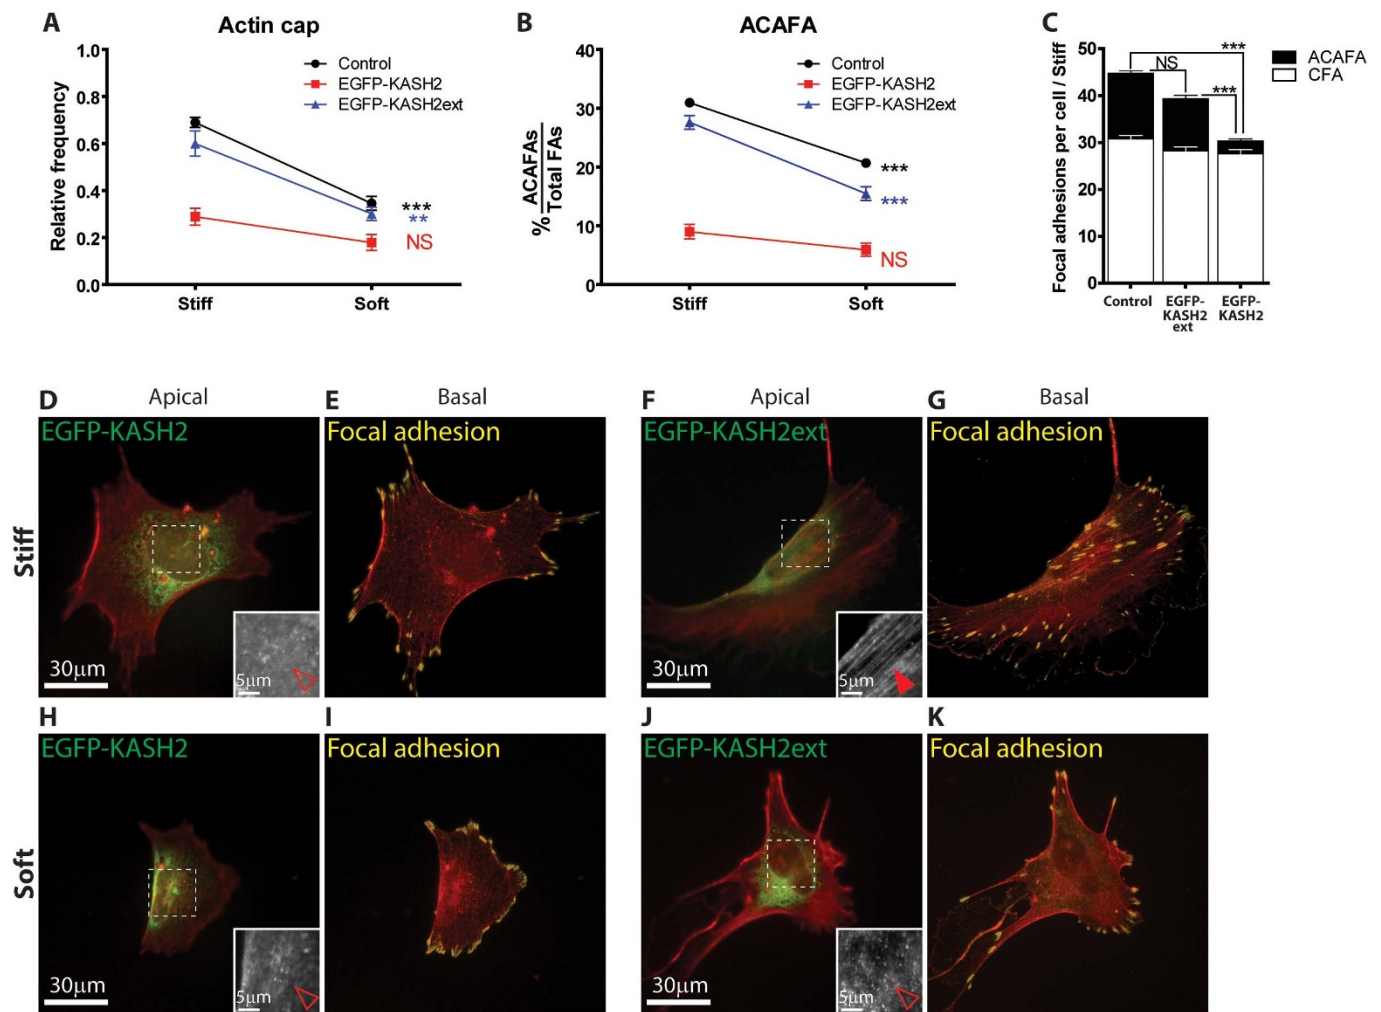 A
Actin cap
1.0
0.8
0.6
0.4
0.2
0.0
Relative frequency
Control
EGFP-KASH2
EGFP-KASH2ext
***
**
NS
Stiff
Soft
B
ACAFA
40
30
20
10
0
% ACAFAs
Total FAs
Control
EGFP-KASH2
EGFP-KASH2ext
***
***
NS
Stiff
Soft
C
50
40
30
20
10
0
Focal adhesions per cell / Stiff
***
NS
***
ACAFA
CFA
Control
EGFP-
KASH2
ext
EGFP-
KASH2
D
Apical
E
Basal
F
Apical
G
Basal
Stiff
EGFP-KASH2
30μm
5μm
Focal adhesion
EGFP-KASH2ext
30μm
5μm
Focal adhesion
H
I
J
K
Soft
EGFP-KASH2
30μm
5μm
Focal adhesion
EGFP-KASH2ext
30μm
5μm
Focal adhesion